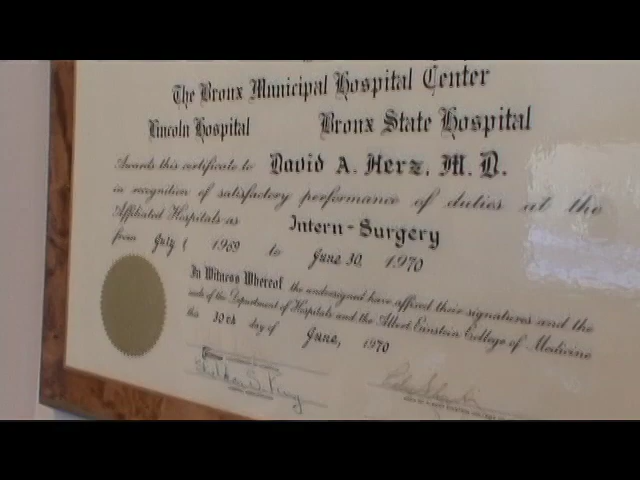 The Bronx Municipal Hospital Center
Lincoln Hospital Bronx State Hospital
Awards this certificate to David A. Herz, M. D.
in recognition of satisfactory performance of duties at the
Affiliated Hospitals as Intern - Surgery
from July 1 1969 to June 30, 1970
In Witness Whereof the undersigned have affixed their signatures and the
seals of the Department of Hospitals and the Albert Einstein College of Medicine
this 30th day of June, 1970